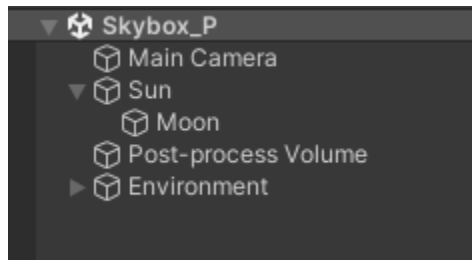 Skybox_P
Main Camera
Sun
Moon
Post-process Volume
Environment